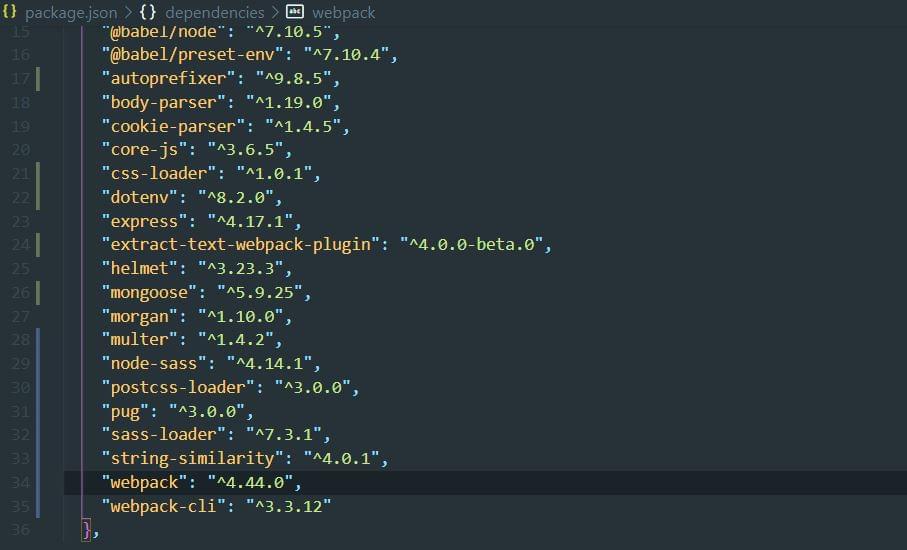 {} package.json > {} dependencies > abc webpack
15 "@babel/node": "^7.10.5",
16 "@babel/preset-env": "^7.10.4",
17 "autoprefixer": "^9.8.5",
18 "body-parser": "^1.19.0",
19 "cookie-parser": "^1.4.5",
20 "core-js": "^3.6.5",
21 "css-loader": "^1.0.1",
22 "dotenv": "^8.2.0",
23 "express": "^4.17.1",
24 "extract-text-webpack-plugin": "^4.0.0-beta.0",
25 "helmet": "^3.23.3",
26 "mongoose": "^5.9.25",
27 "morgan": "^1.10.0",
28 "multer": "^1.4.2",
29 "node-sass": "^4.14.1",
30 "postcss-loader": "^3.0.0",
31 "pug": "^3.0.0",
32 "sass-loader": "^7.3.1",
33 "string-similarity": "^4.0.1",
34 "webpack": "^4.44.0",
35 "webpack-cli": "^3.3.12"
36 },